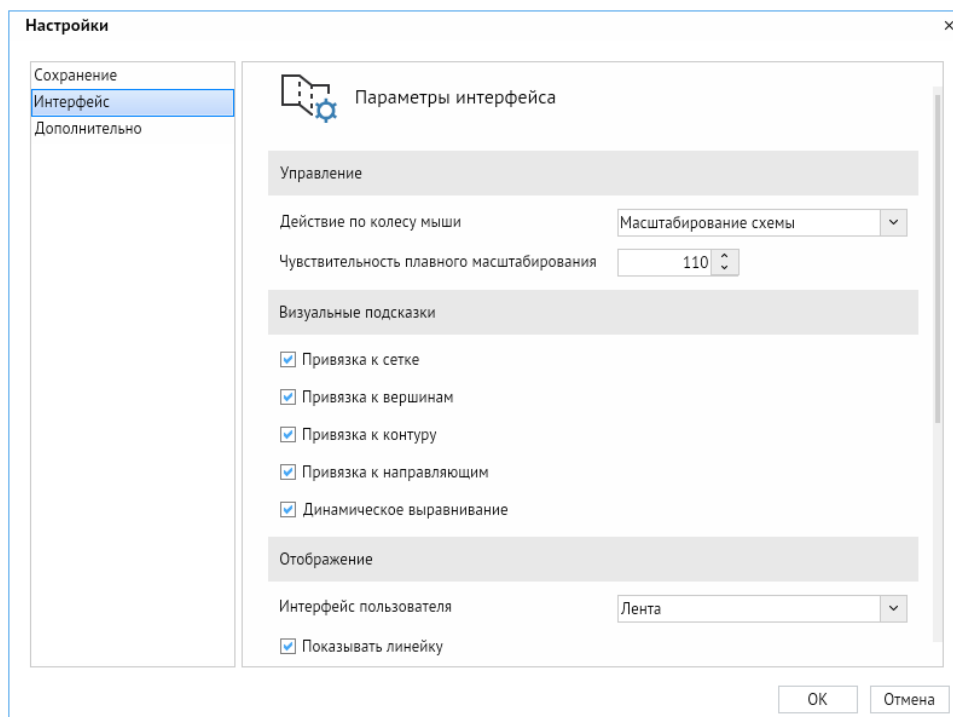 Настройки
Сохранение
Интерфейс
Дополнительно
Параметры интерфейса
Управление
Действие по колесу мыши
Масштабирование схемы
Чувствительность плавного масштабирования
110
Визуальные подсказки
Привязка к сетке
Привязка к вершинам
Привязка к контуру
Привязка к направляющим
Динамическое выравнивание
Отображение
Интерфейс пользователя
Лента
Показывать линейку
ОК
Отмена